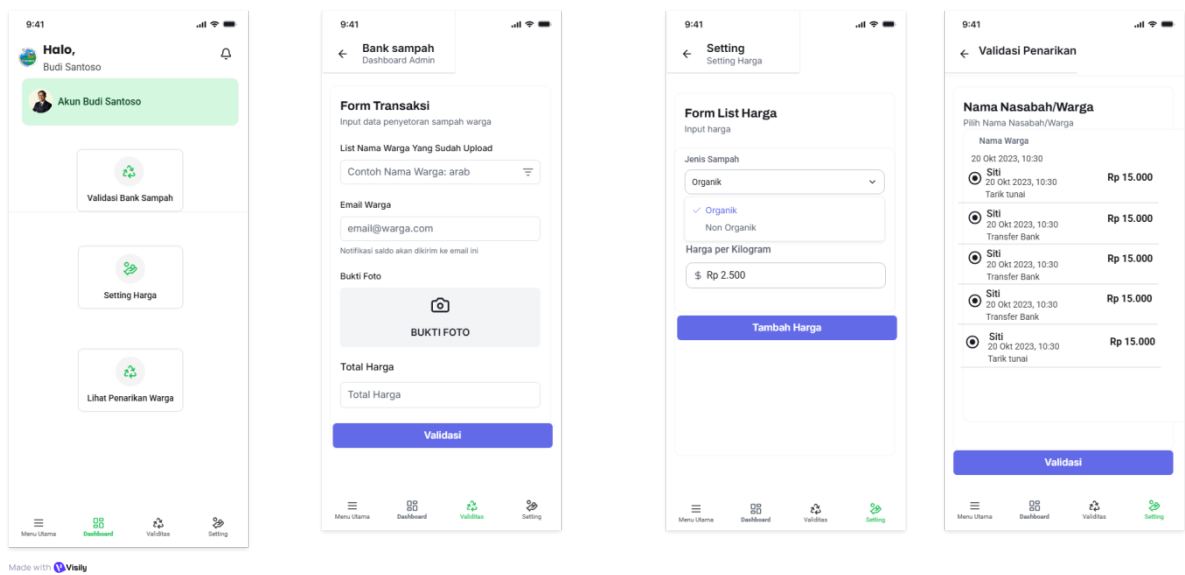 9:41
Halo,
Budi Santoso
Akun Budi Santoso
Validasi Bank Sampah
Setting Harga
Lihat Penarikan Warga
Menu Utama
Dashboard
Validitas
Setting
9:41
Bank sampah
Dashboard Admin
Form Transaksi
Input data penyetoran sampah warga
List Nama Warga Yang Sudah Upload
Contoh Nama Warga: arab
Email Warga
email@warga.com
Notifikasi saldo akan dikirim ke email ini
Bukti Foto
BUKTI FOTO
Total Harga
Total Harga
Validasi
Menu Utama
Dashboard
Validitas
Setting
9:41
Setting
Setting Harga
Form List Harga
Input harga
Jenis Sampah
Organik
Organik
Non Organik
Harga per Kilogram
$ Rp 2.500
Tambah Harga
Menu Utama
Dashboard
Validitas
Setting
9:41
Validasi Penarikan
Nama Nasabah/Warga
Pilih Nama Nasabah/Warga
Nama Warga
20 Okt 2023, 10:30
Siti
20 Okt 2023, 10:30
Tarik tunai
Rp 15.000
Siti
20 Okt 2023, 10:30
Transfer Bank
Rp 15.000
Siti
20 Okt 2023, 10:30
Transfer Bank
Rp 15.000
Siti
20 Okt 2023, 10:30
Transfer Bank
Rp 15.000
Siti
20 Okt 2023, 10:30
Tarik tunai
Rp 15.000
Validasi
Menu Utama
Dashboard
Validitas
Setting
Made with Visily